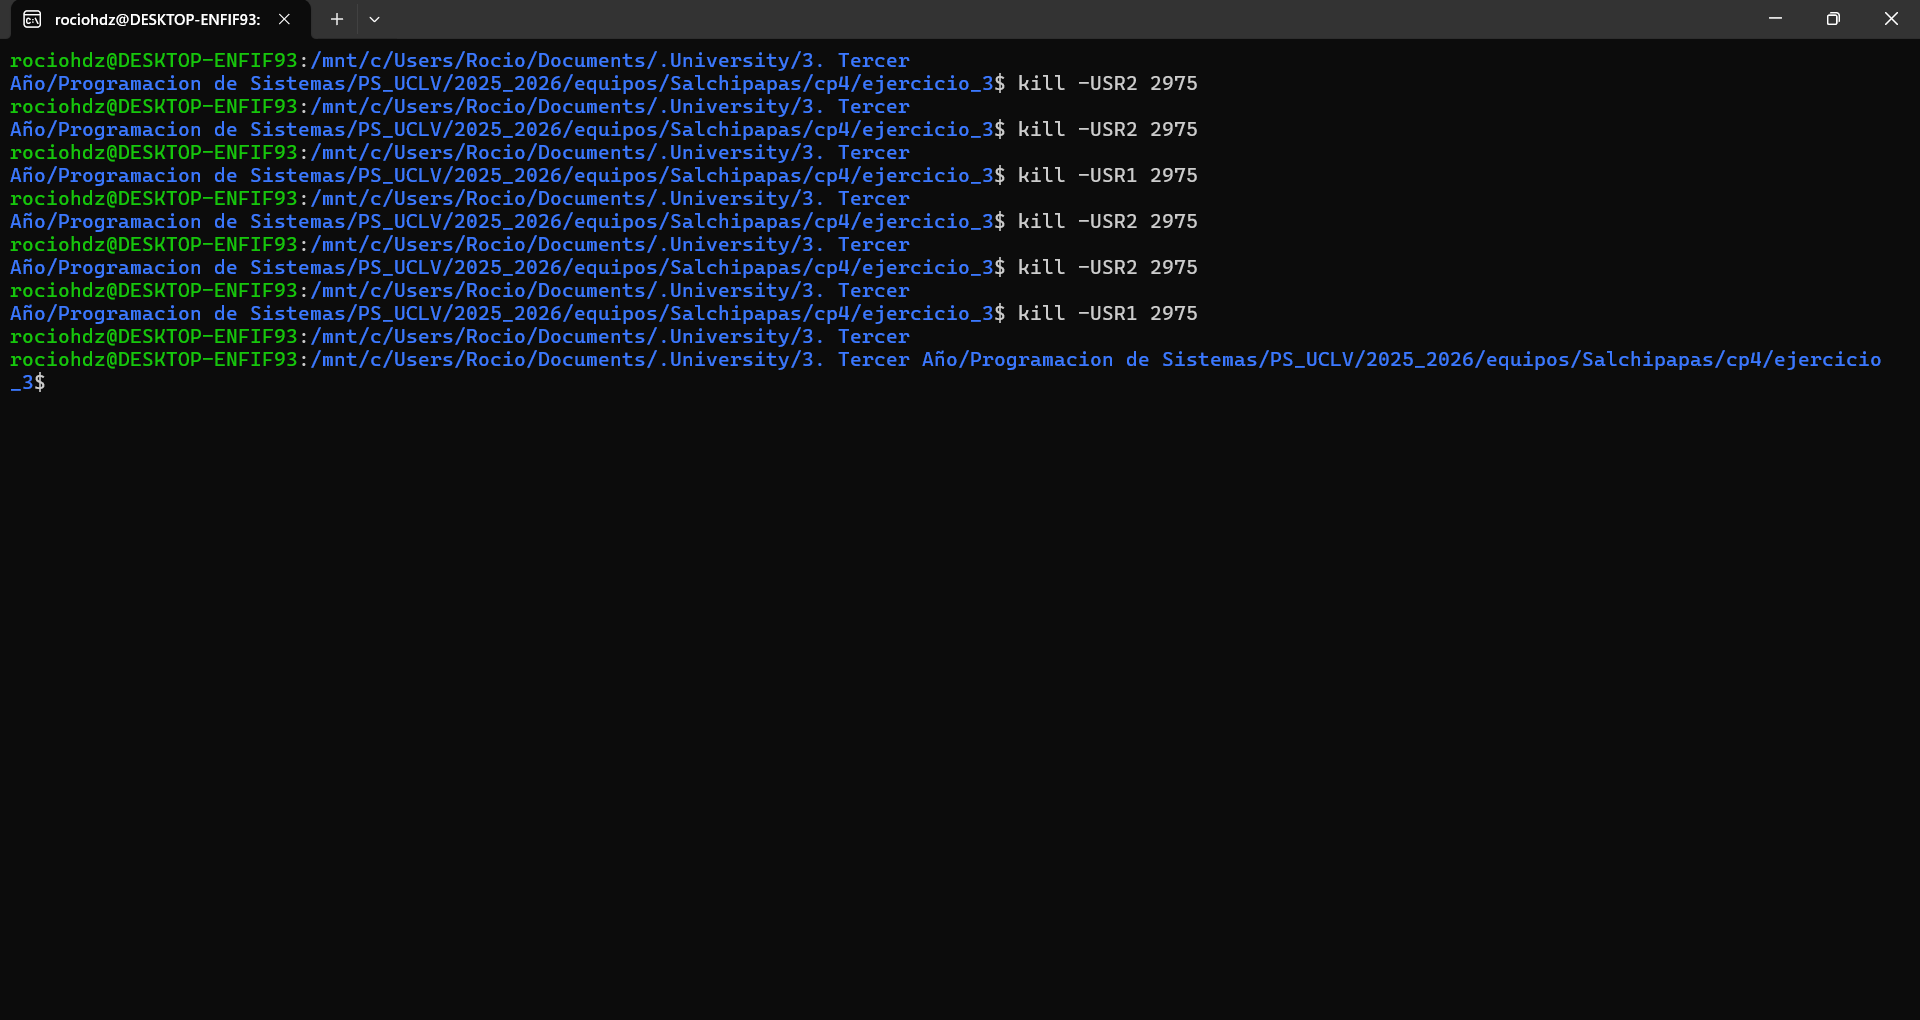 rociohdz@DESKTOP-ENFIF93:
rociohdz@DESKTOP-ENFIF93:/mnt/c/Users/Rocio/Documents/.University/3. Tercer
Año/Programacion de Sistemas/PS_UCLV/2025_2026/equipos/Salchipapas/cp4/ejercicio_3$ kill -USR2 2975
rociohdz@DESKTOP-ENFIF93:/mnt/c/Users/Rocio/Documents/.University/3. Tercer
Año/Programacion de Sistemas/PS_UCLV/2025_2026/equipos/Salchipapas/cp4/ejercicio_3$ kill -USR2 2975
rociohdz@DESKTOP-ENFIF93:/mnt/c/Users/Rocio/Documents/.University/3. Tercer
Año/Programacion de Sistemas/PS_UCLV/2025_2026/equipos/Salchipapas/cp4/ejercicio_3$ kill -USR1 2975
rociohdz@DESKTOP-ENFIF93:/mnt/c/Users/Rocio/Documents/.University/3. Tercer
Año/Programacion de Sistemas/PS_UCLV/2025_2026/equipos/Salchipapas/cp4/ejercicio_3$ kill -USR2 2975
rociohdz@DESKTOP-ENFIF93:/mnt/c/Users/Rocio/Documents/.University/3. Tercer
Año/Programacion de Sistemas/PS_UCLV/2025_2026/equipos/Salchipapas/cp4/ejercicio_3$ kill -USR2 2975
rociohdz@DESKTOP-ENFIF93:/mnt/c/Users/Rocio/Documents/.University/3. Tercer
Año/Programacion de Sistemas/PS_UCLV/2025_2026/equipos/Salchipapas/cp4/ejercicio_3$ kill -USR1 2975
rociohdz@DESKTOP-ENFIF93:/mnt/c/Users/Rocio/Documents/.University/3. Tercer
rociohdz@DESKTOP-ENFIF93:/mnt/c/Users/Rocio/Documents/.University/3. Tercer Año/Programacion de Sistemas/PS_UCLV/2025_2026/equipos/Salchipapas/cp4/ejercicio
_3$